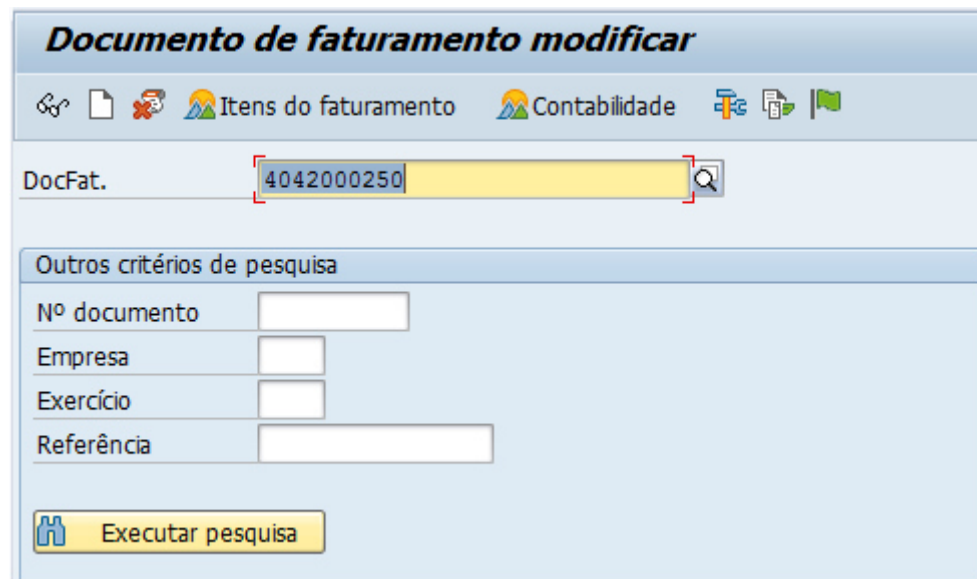 Documento de faturamento modificar
Itens do faturamento Contabilidade
DocFat. 4042000250
Outros critérios de pesquisa
Nº documento
Empresa
Exercício
Referência
Executar pesquisa